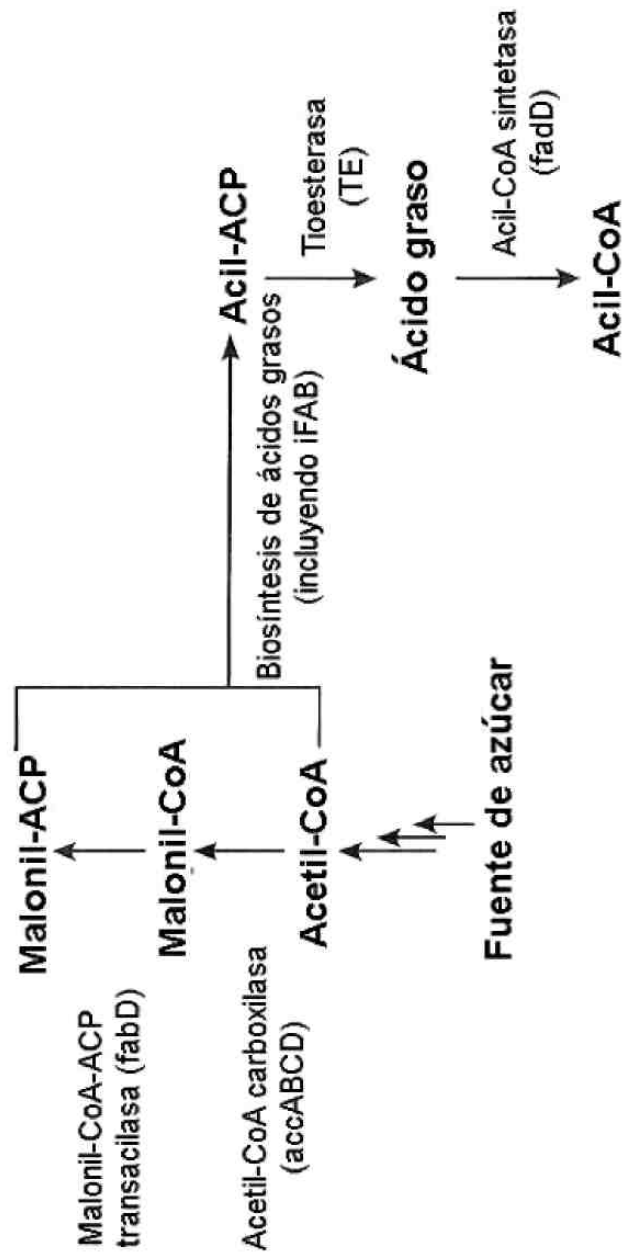 Malonil-CoA-ACP
transacilasa (fabD)
Malonil-ACP
Malonil-CoA
Acetil-CoA carboxilasa
(accABCD)
Acetil-CoA
Fuente de azúcar
Biosíntesis de ácidos grasos
(incluyendo iFAB)
Acil-ACP
Tioesterasa
(TE)
Ácido graso
Acil-CoA sintetasa
(fadD)
Acil-CoA